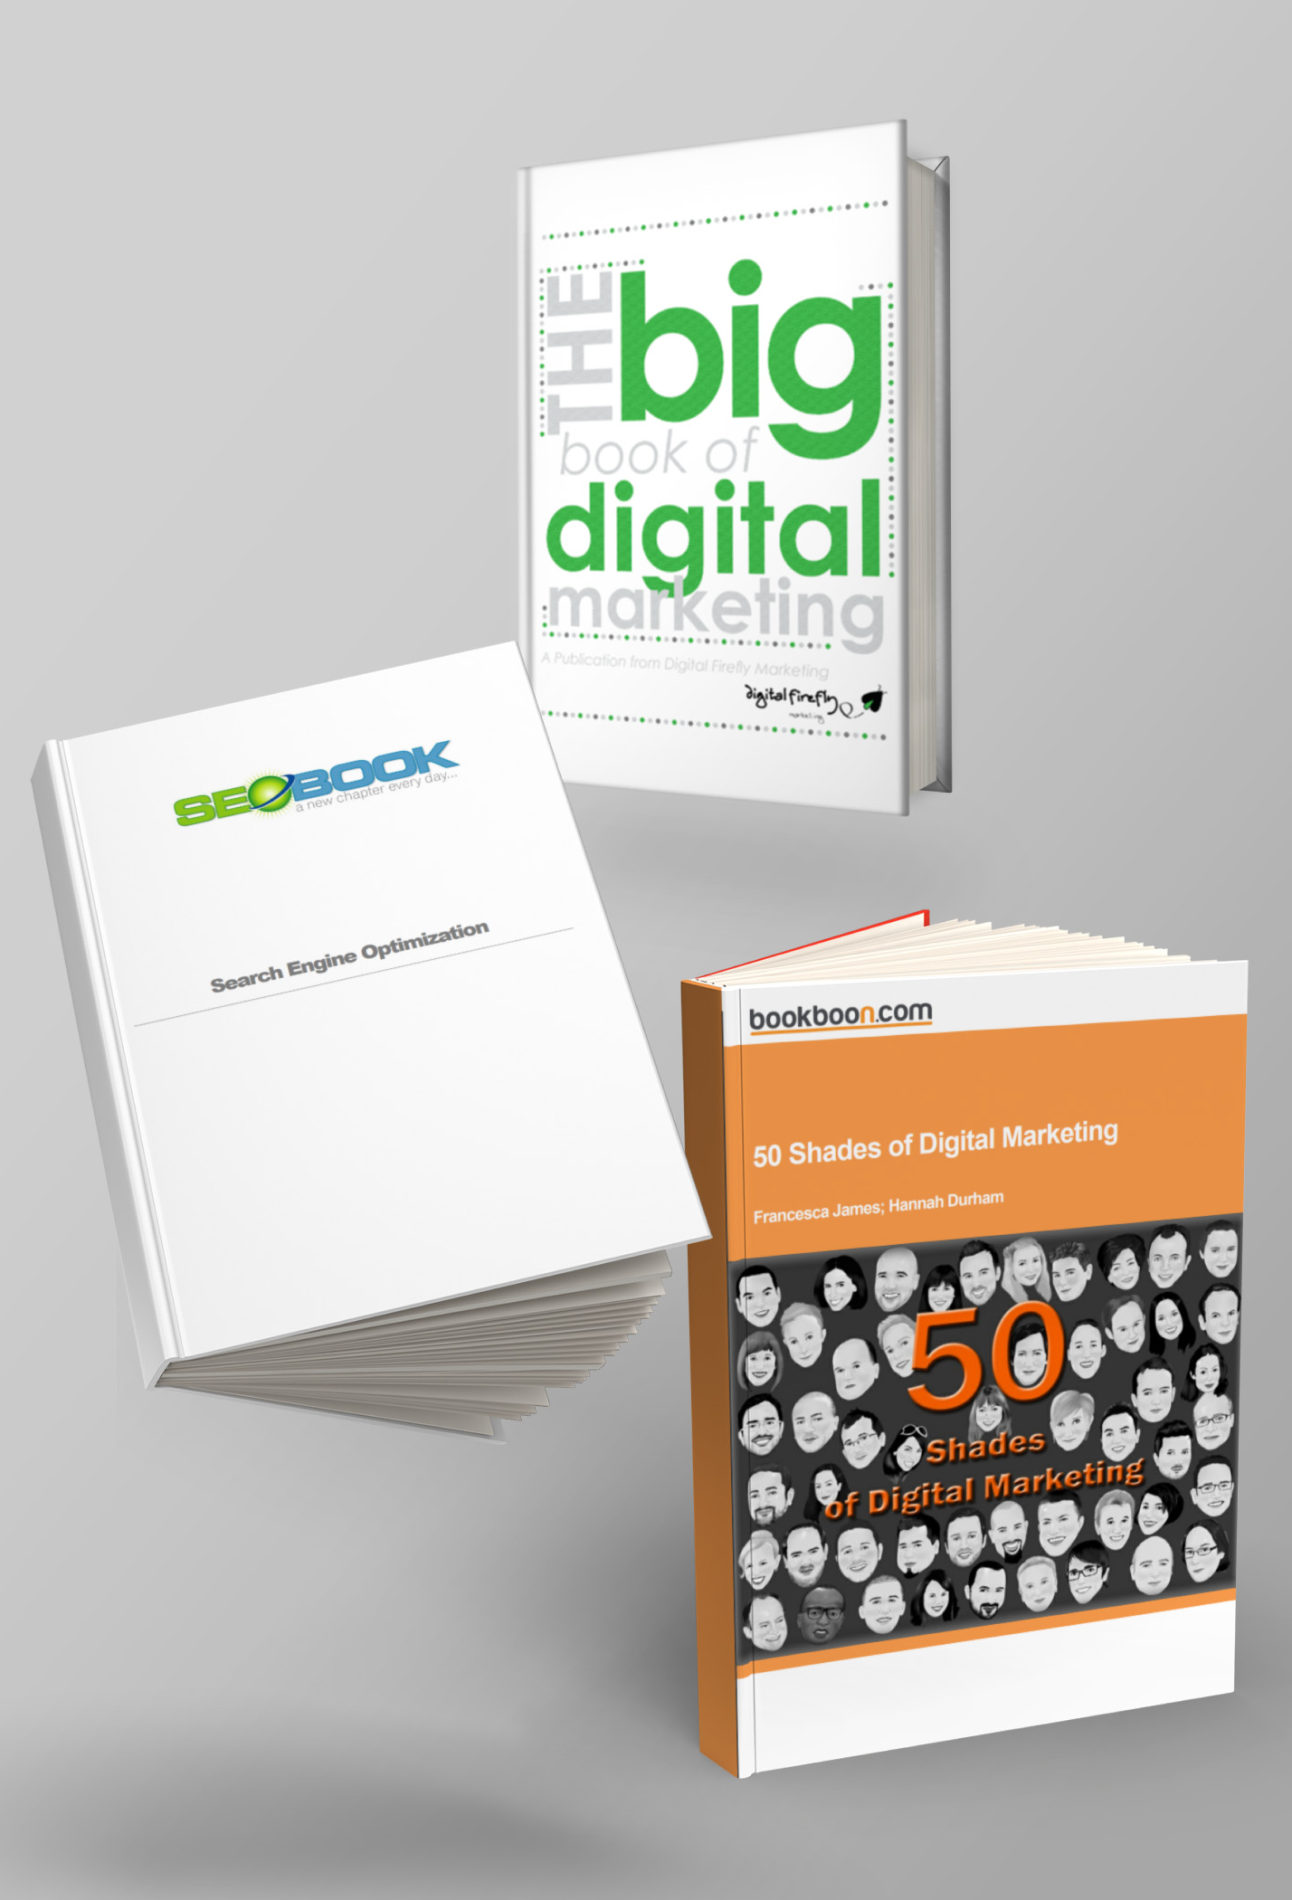 THE
big
book of
digital
marketing
A Publication from Digital Firefly Marketing
digital firefly
marketing
SEOBOOK
a new chapter every day...
Search Engine Optimization
bookboon.com
50 Shades of Digital Marketing
Francesca James; Hannah Durham
50
Shades
of Digital Marketing